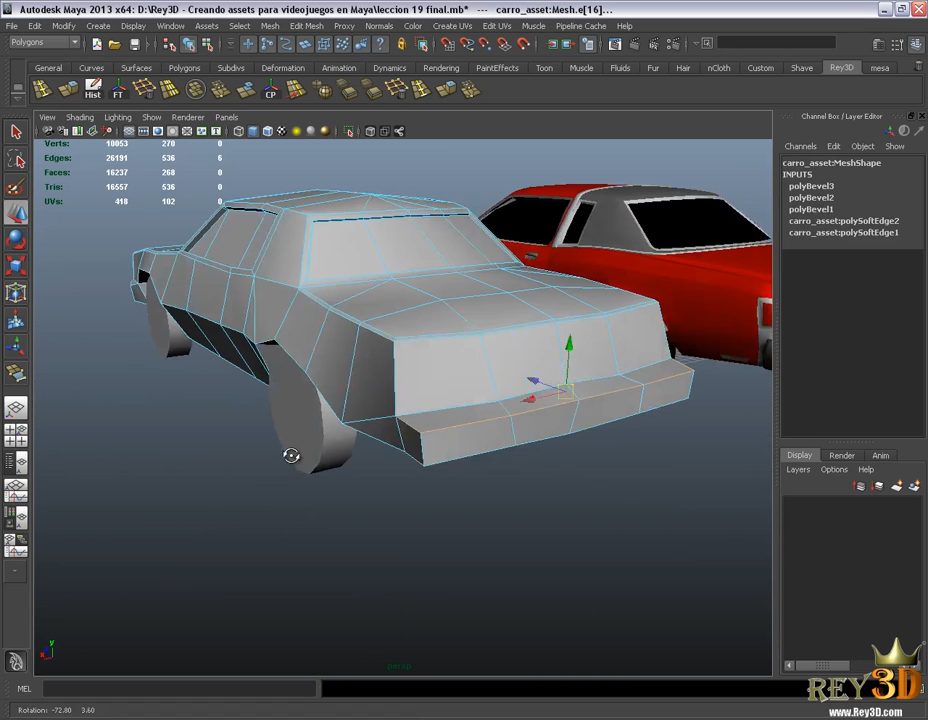 Autodesk Maya 2013 x64: D:\Rey3D - Creando assets para videojuegos en Maya\leccion 19 final.mb* --- carro_asset:Mesh.e[16]...
File Edit Modify Create Display Window Assets Select Mesh Edit Mesh Proxy Normals Color Create UVs Edit UVs Muscle Pipeline Cache Help
Polygons
General Curves Surfaces Polygons Subdivs Deformation Animation Dynamics Rendering PaintEffects Toon Muscle Fluids Fur Hair nCloth Custom Shave Rey3D mesa
Hist FT CP
View Shading Lighting Show Renderer Panels
Channel Box / Layer Editor
Channels Edit Object Show
Verts: 10053 270 0
Edges: 26191 536 6
Faces: 16237 268 0
Tris: 16557 536 0
UVs: 418 102 0
carro_asset:MeshShape
INPUTS
polyBevel3
polyBevel2
polyBevel1
carro_asset:polySoftEdge2
carro_asset:polySoftEdge1
Display Render Anim
Layers Options Help
y
x
persp
MEL
REY3D
www.Rey3D.com
Rotations: -72.80 3.60